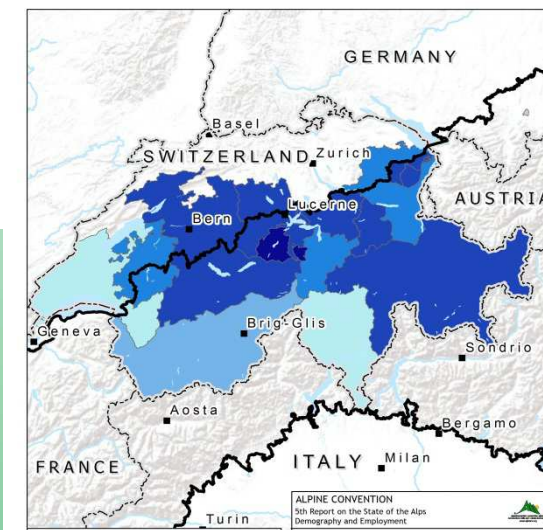 GERMANY
Basel
SWITZERLAND
Zurich
AUSTRIA
Lucerne
Bern
Geneva
Brig-Glis
Sondrio
Aosta
Bergamo
FRANCE
ITALY
Milan
Turin
ALPINE CONVENTION
5th Report on the State of the Alps
Demography and Employment